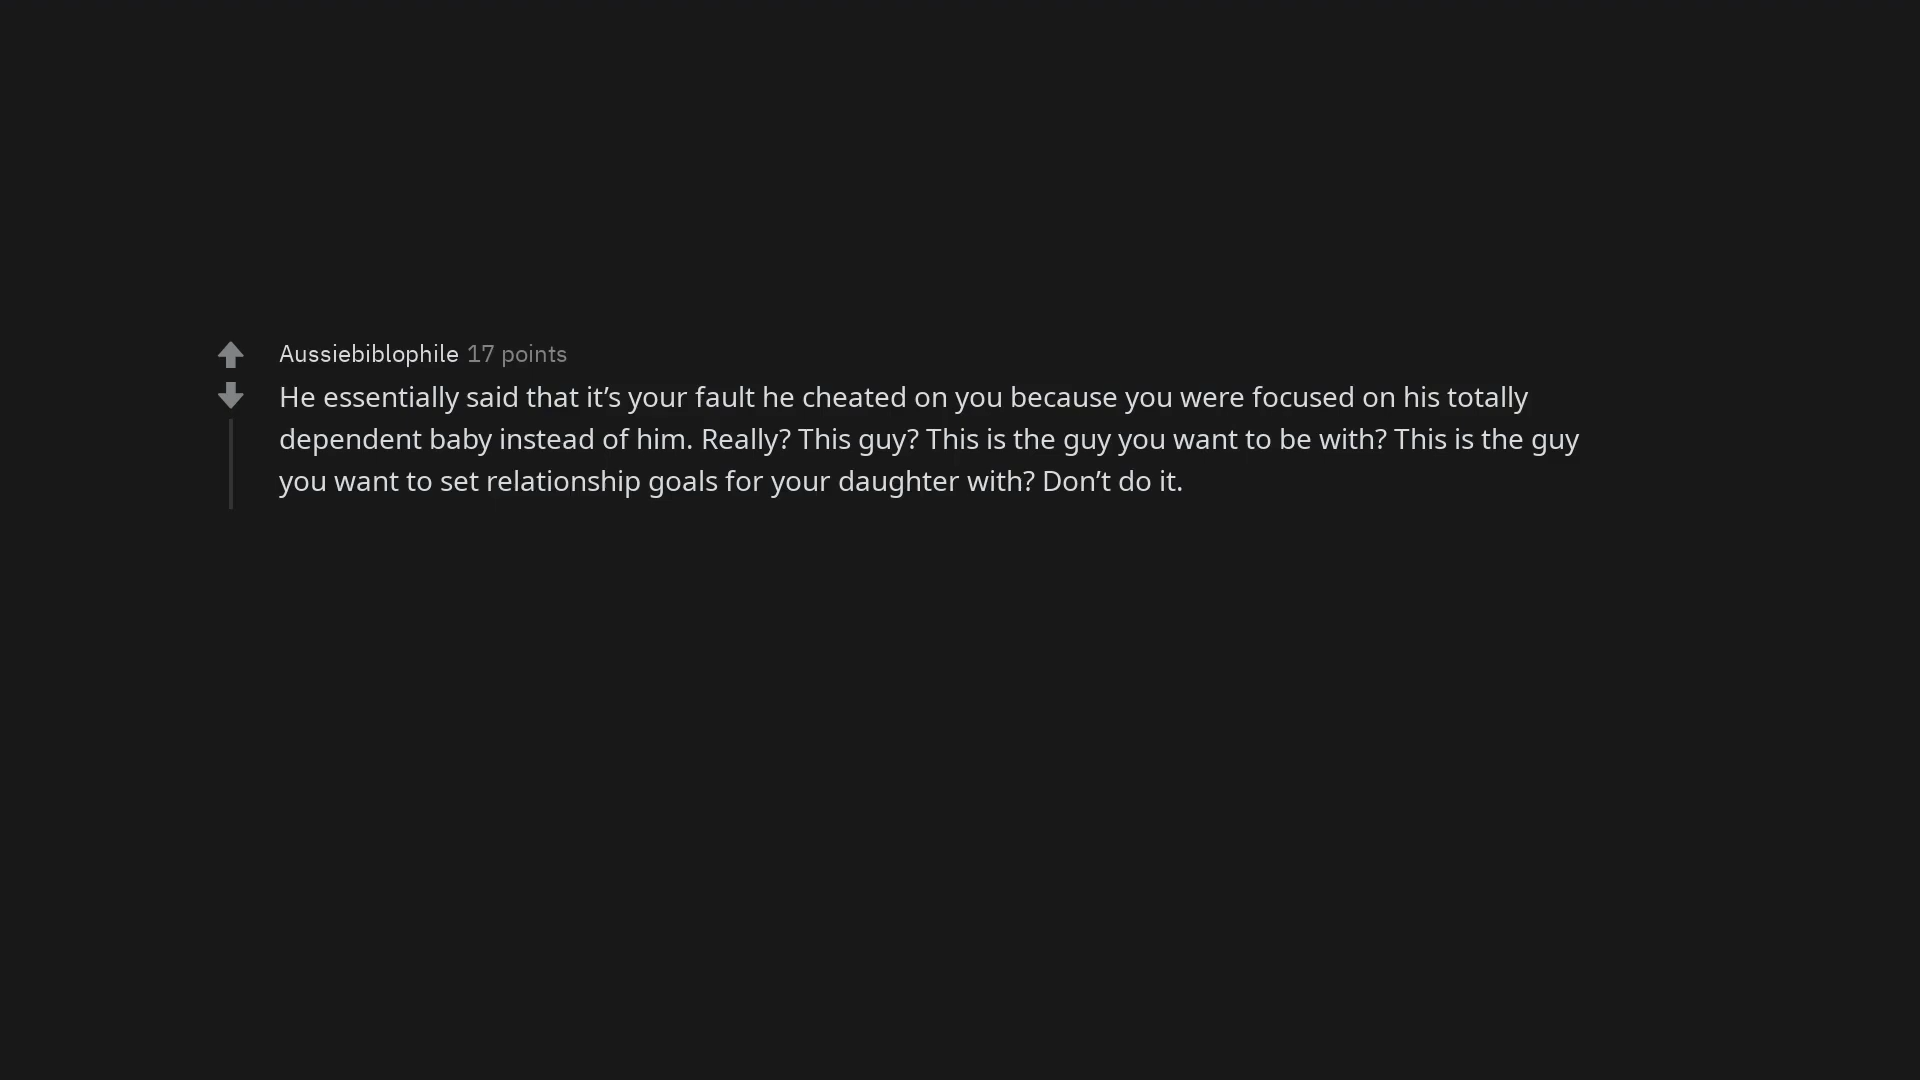 Aussiebiblophile 17 points
He essentially said that it’s your fault he cheated on you because you were focused on his totally
dependent baby instead of him. Really? This guy? This is the guy you want to be with? This is the guy
you want to set relationship goals for your daughter with? Don’t do it.